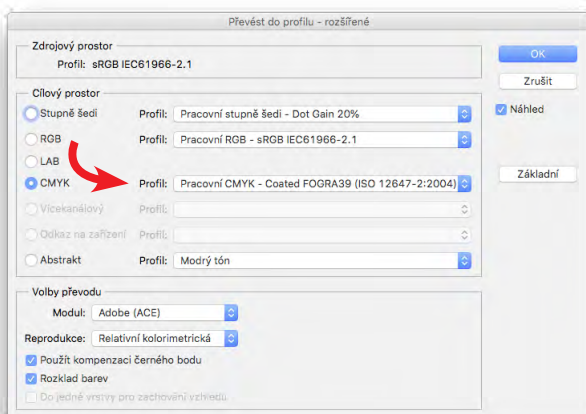 Převést do profilu - rozšířené
Zdrojový prostor
Profil: sRGB IEC61966-2.1
OK
Zrušit
Náhled
Základní
Cílový prostor
Stupně šedi Profil: Pracovní stupně šedi - Dot Gain 20%
RGB Profil: Pracovní RGB - sRGB IEC61966-2.1
LAB
CMYK Profil: Pracovní CMYK - Coated FOGRA39 (ISO 12647-2:2004)
Vícekanálový Profil:
Odkaz na zařízení Profil:
Abstrakt Profil: Modrý tón
Volby převodu
Modul: Adobe (ACE)
Reprodukce: Relativní kolorimetrická
Použít kompenzaci černého bodu
Rozklad barev
Do jedné vrstvy pro zachování vzhledu